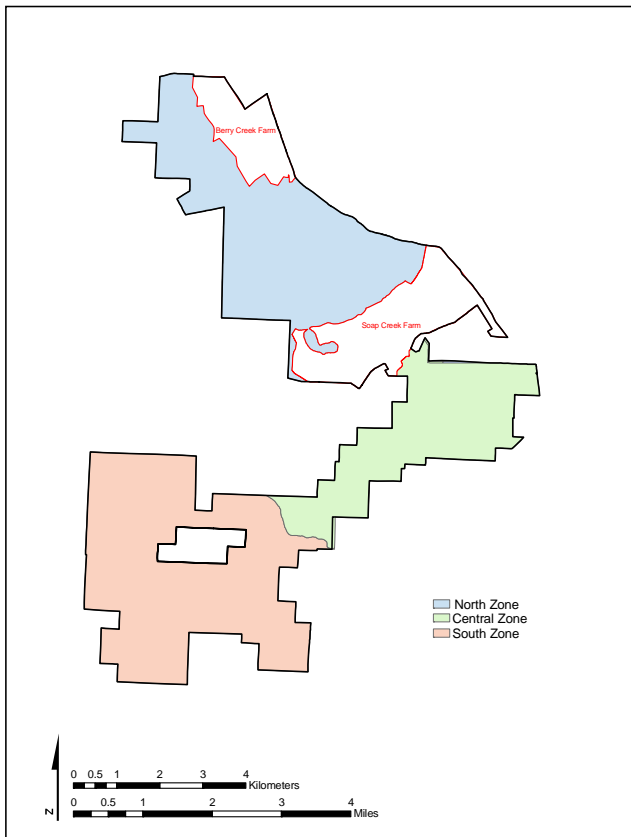 Berry Creek Farm
Soap Creek Farm
North Zone
Central Zone
South Zone
0 0.5 1 2 3 4
Kilometers
0 0.5 1 2 3 4
Miles
N